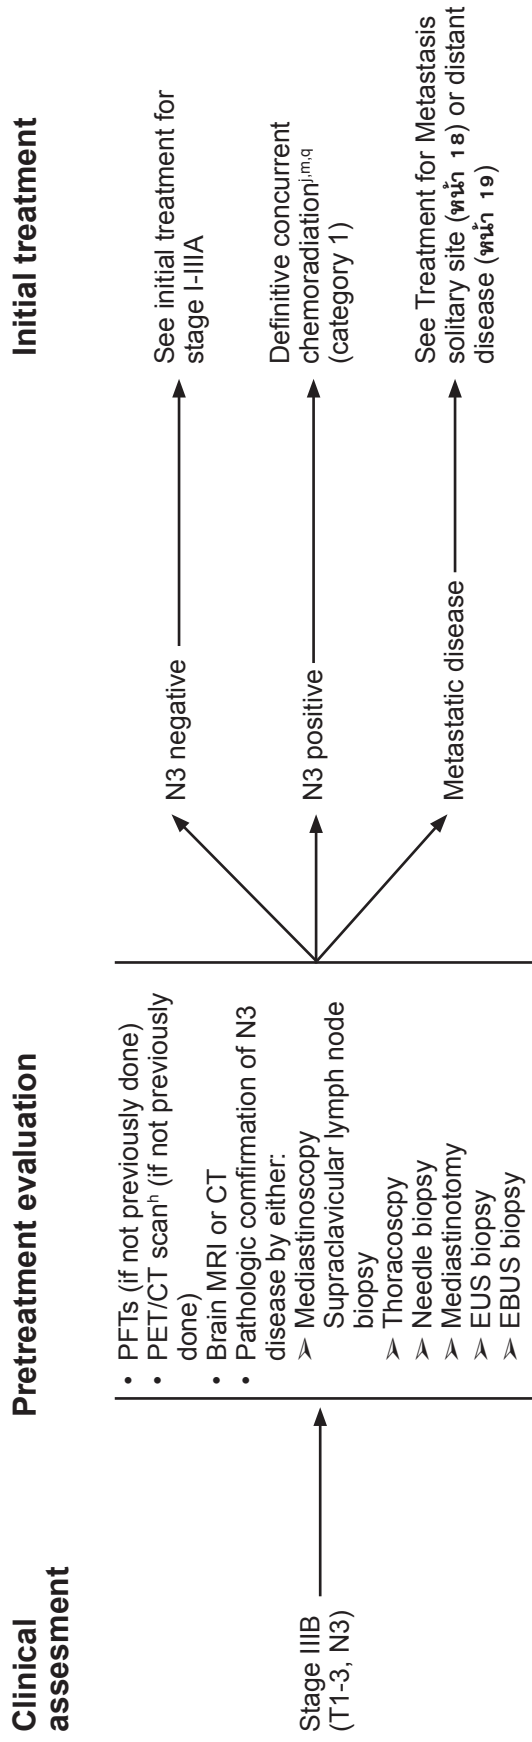 Clinical
assesment
Pretreatment evaluation
Initial treatment
Stage IIIB
(T1-3, N3)
• PFTs (if not previously done)
• PET/CT scanʰ (if not previously
done)
• Brain MRI or CT
• Pathologic comfirmation of N3
disease by either:
➢ Mediastinoscopy
Supraclavicular lymph node
biopsy
➢ Thoracoscpy
➢ Needle biopsy
➢ Mediastinotomy
➢ EUS biopsy
➢ EBUS biopsy
N3 negative
See initial treatment for
stage I-IIIA
N3 positive
Definitive concurrent
chemoradiationʲ,ᵐ,q
(category 1)
Metastatic disease
See Treatment for Metastasis
solitary site (หน้า 18) or distant
disease (หน้า 19)